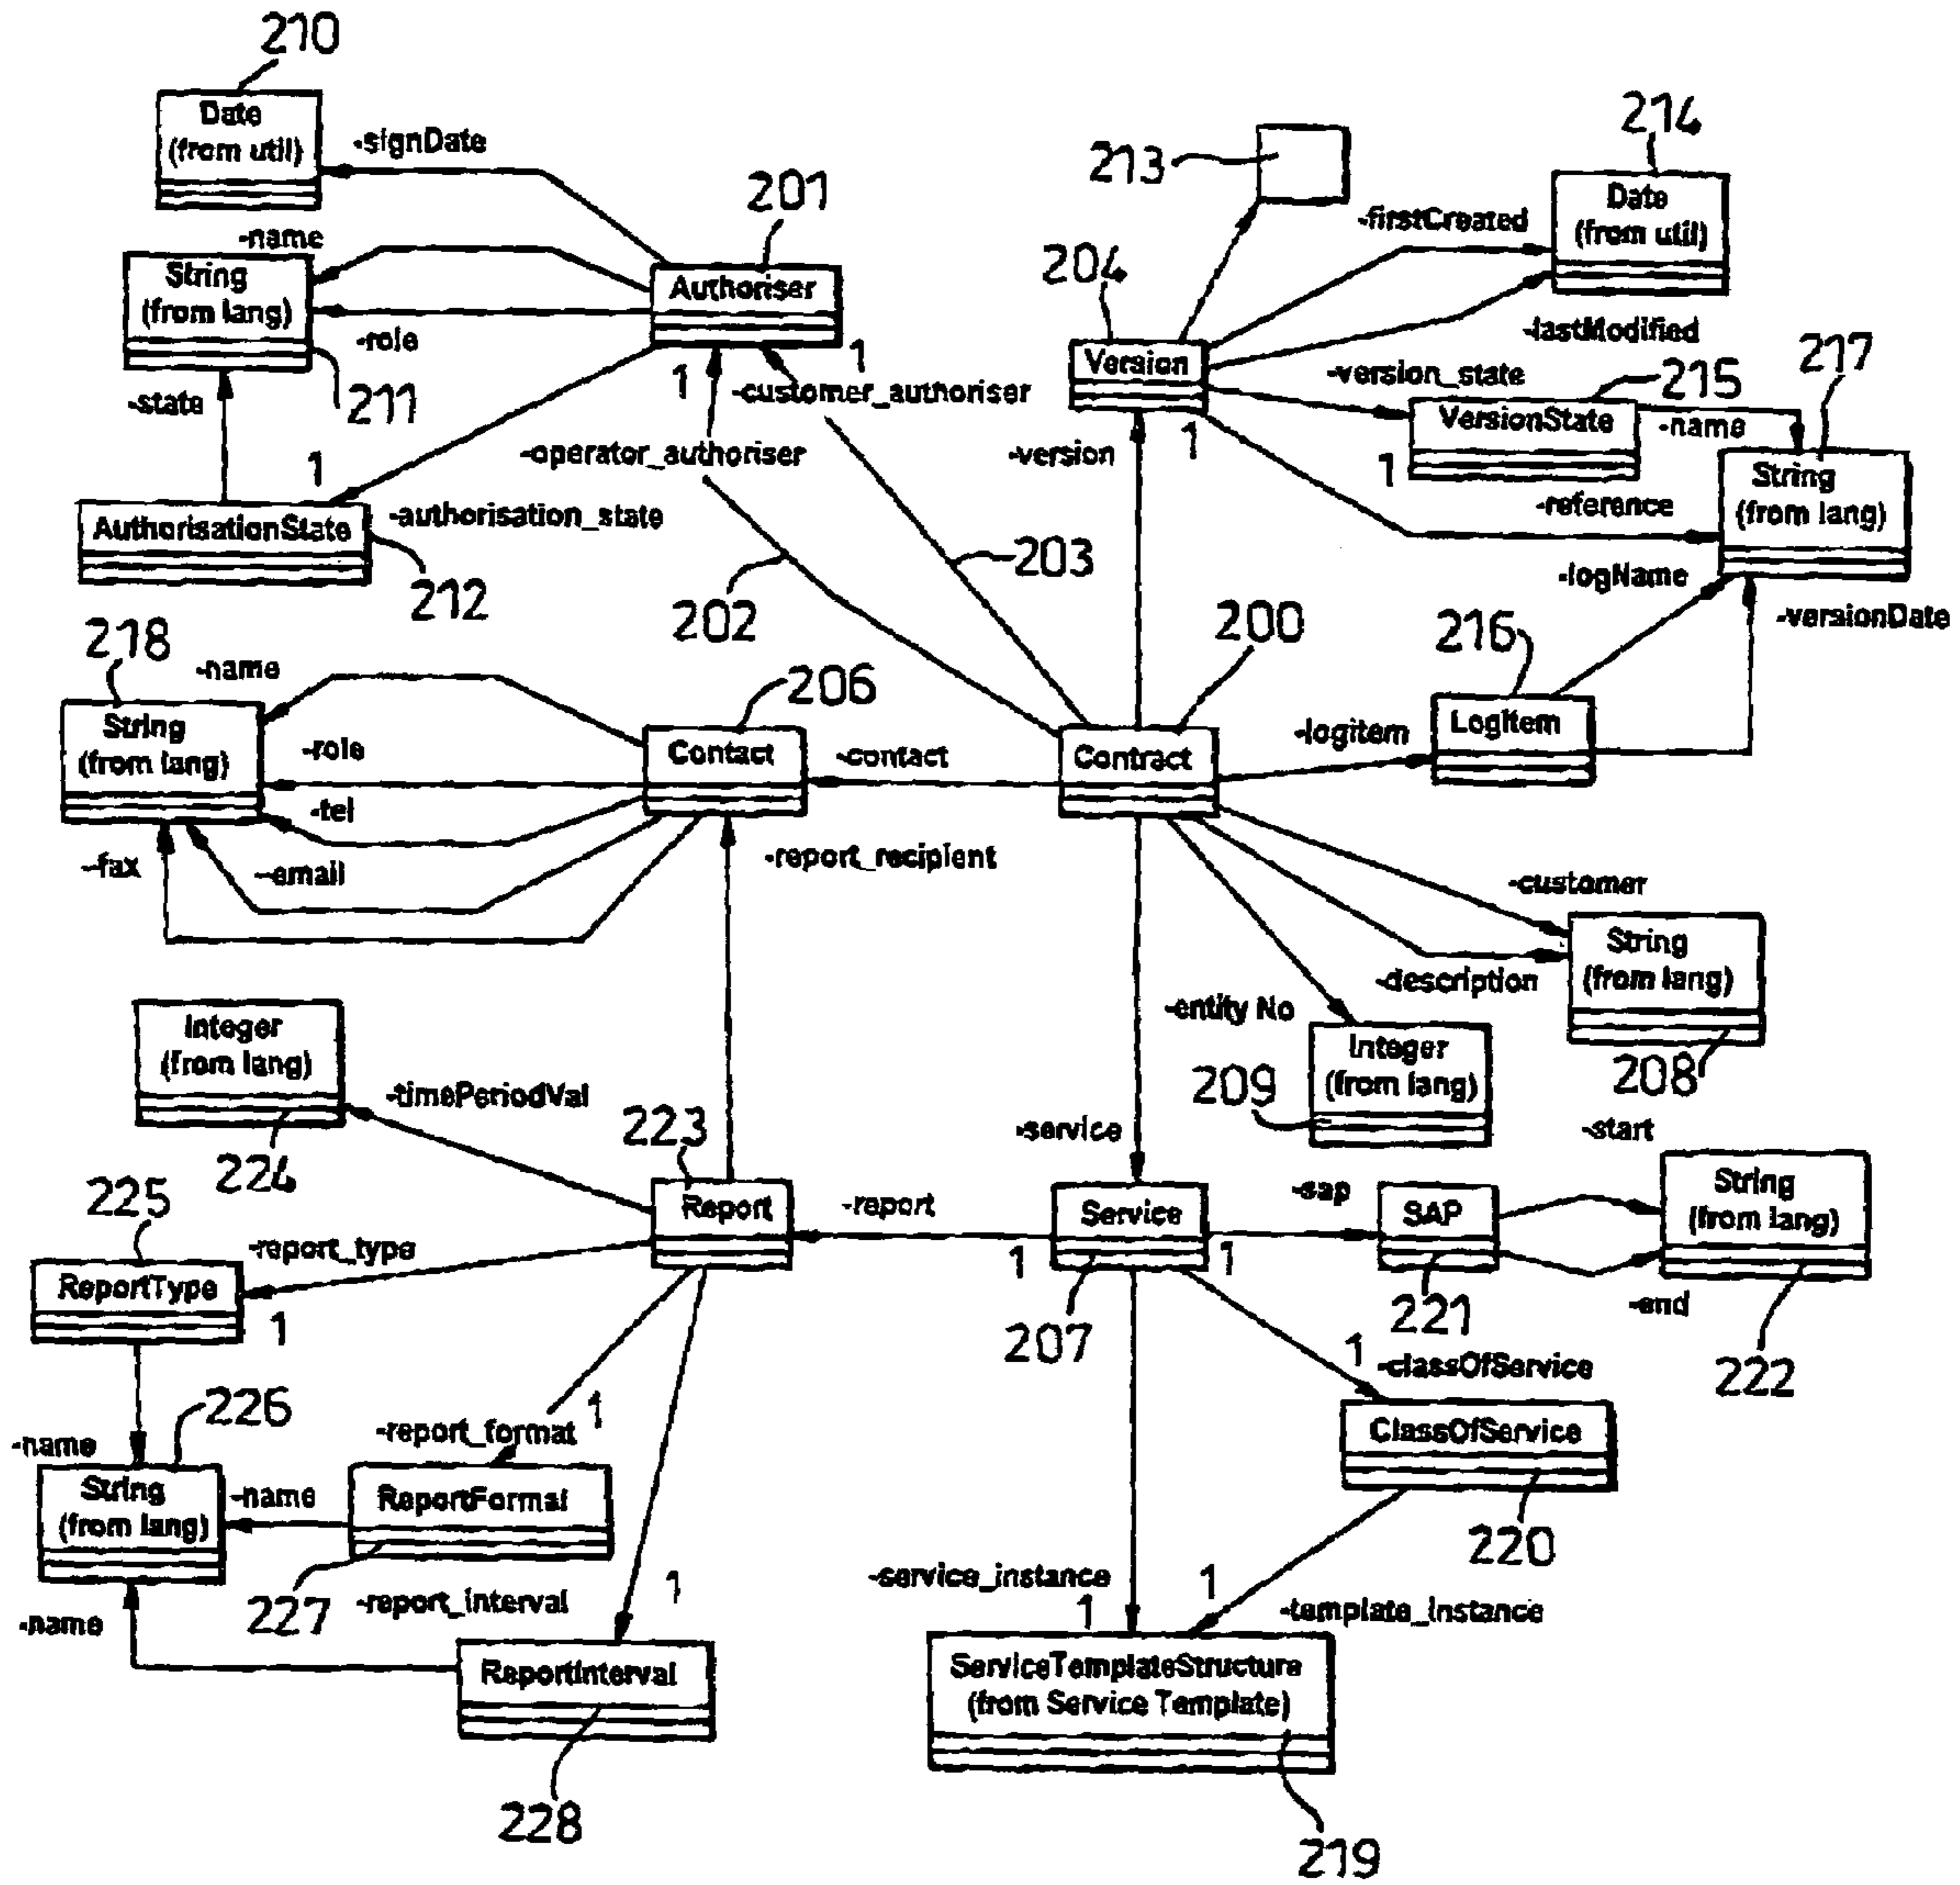 210
Date
(from util)
-signDate
201
213
214
Date
(from util)
-firstCreated
-name
String
(from lang)
Authoriser
204
-role
-lastModified
217
211
-state
1
1
-customer_authoriser
Version
-version_state
215
VersionState
-name
1
-operator_authoriser
-version
1
1
String
(from lang)
AuthorisationState
-authorisation_state
-reference
203
-logName
212
202
200
216
-versionDate
218
-name
206
String
(from lang)
-role
Contact
-contact
Contract
-logitem
LogItem
-tel
-fax
-email
-report_recipient
-customer
String
(from lang)
-description
-entity No
Integer
(from lang)
-timePeriodVal
Integer
(from lang)
209
208
223
-service
-start
224
225
Report
-report
Service
-sap
SAP
String
(from lang)
-report_type
1
1
ReportType
1
207
221
-end
222
1
-classOfService
226
1
-report_format
ClassOfService
-name
String
(from lang)
-name
ReportFormat
220
227
-report_interval
1
-service_instance
1
1
-template_instance
-name
ReportInterval
ServiceTemplateStructure
(from Service Template)
228
219